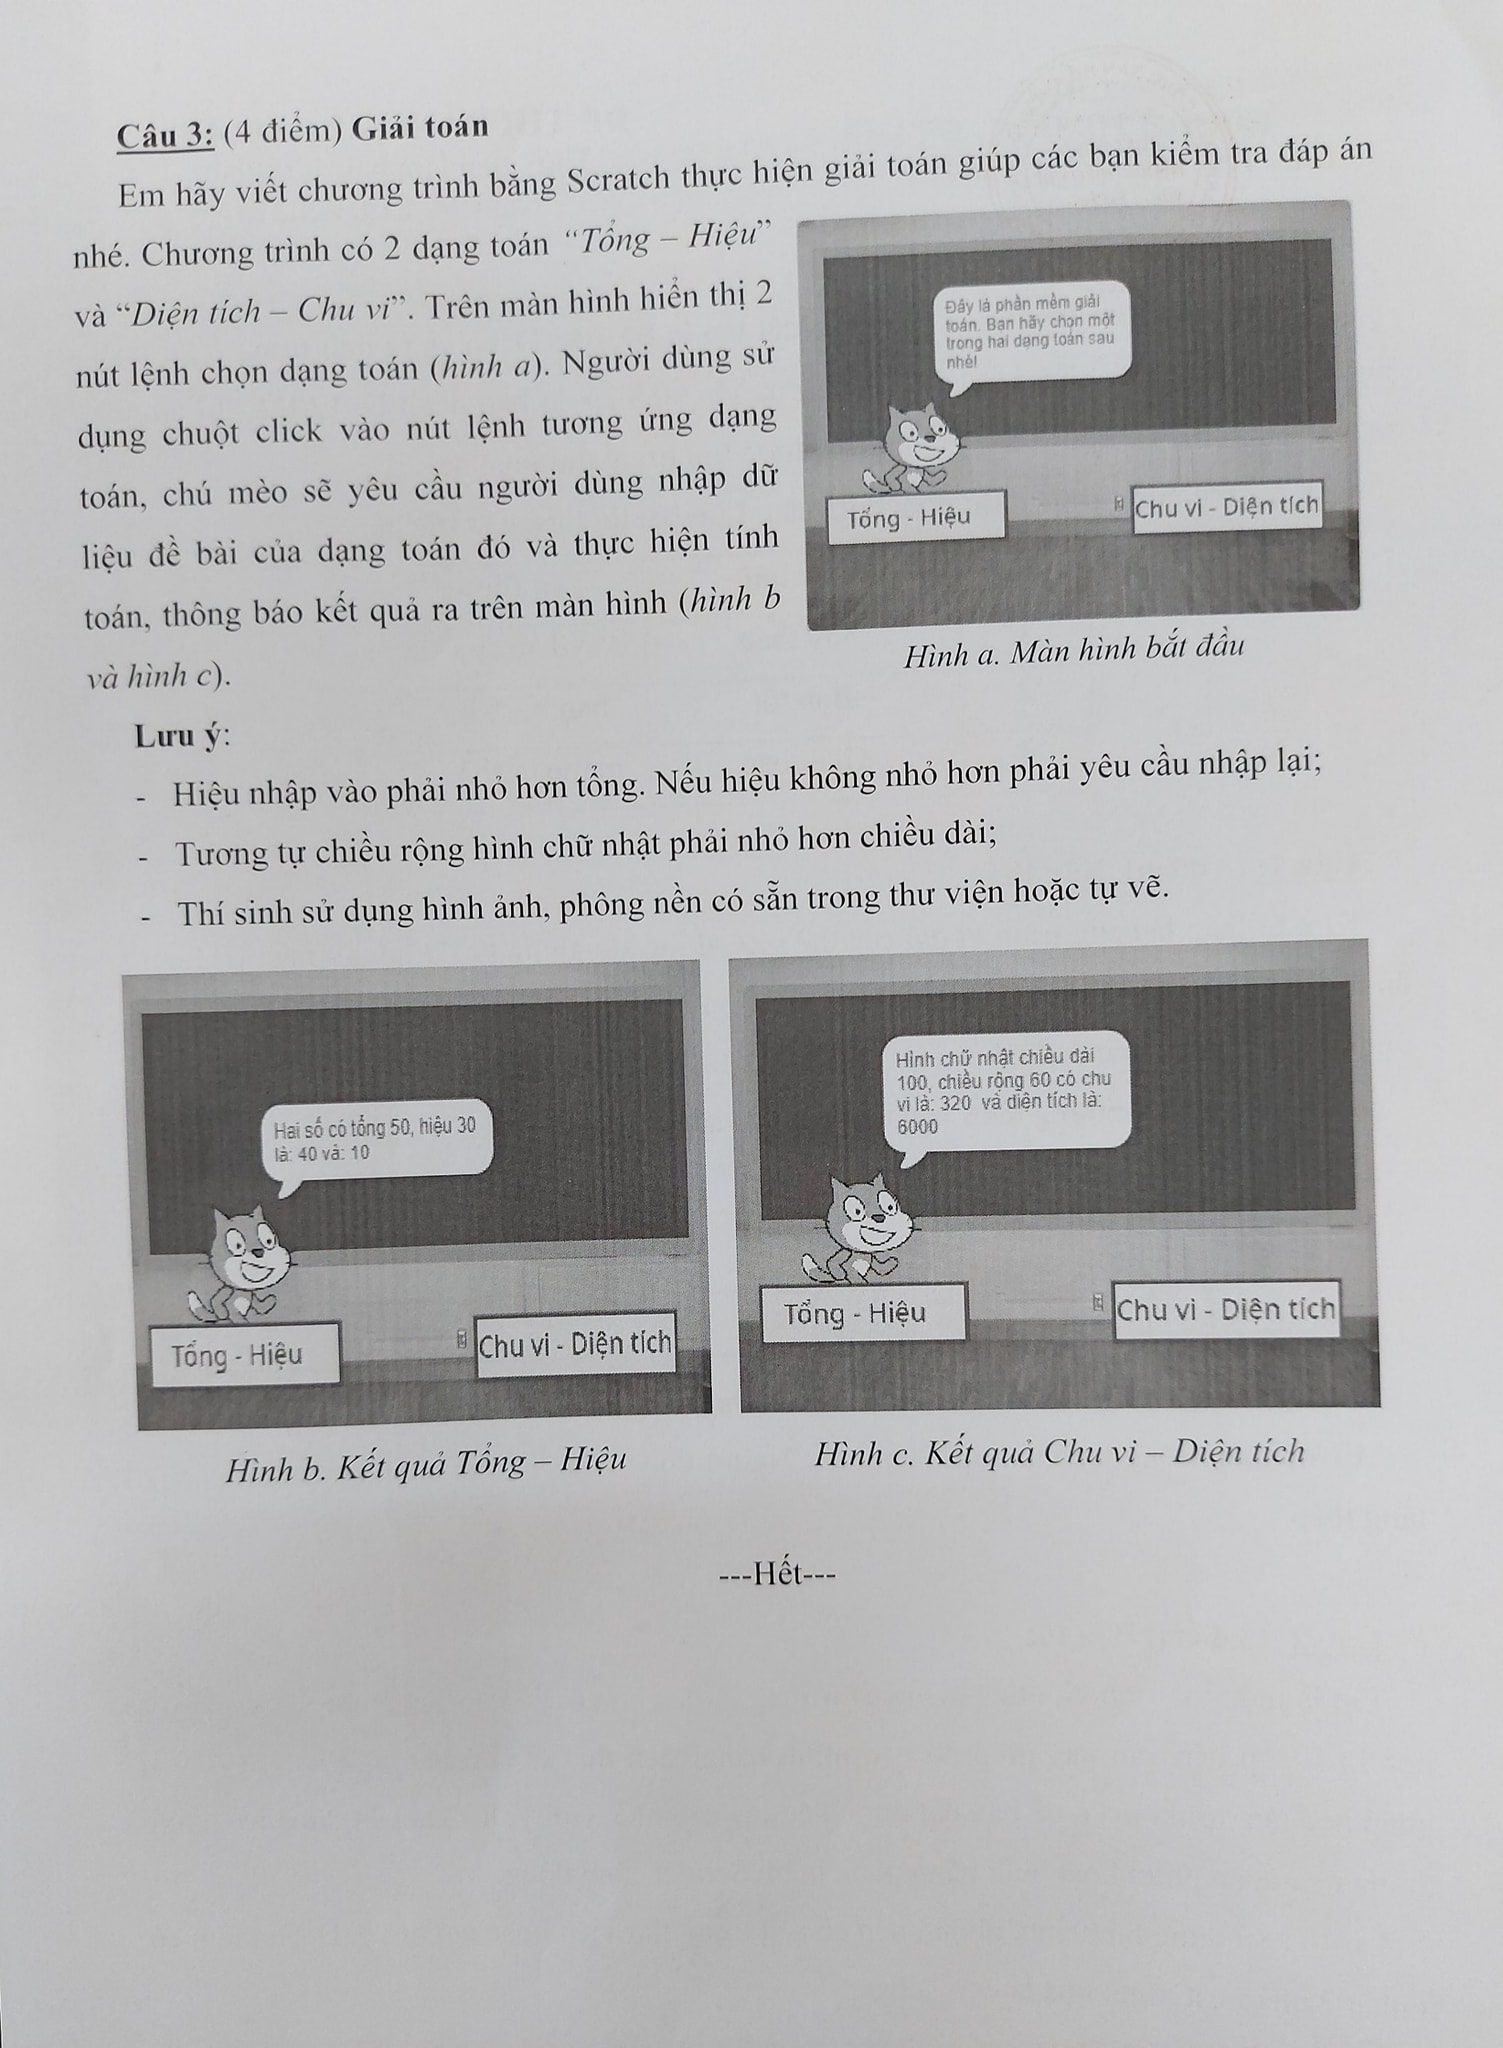 Câu 3: (4 điểm) Giải toán
Em hãy viết chương trình bằng Scratch thực hiện giải toán giúp các bạn kiểm tra đáp án
nhé. Chương trình có 2 dạng toán “Tổng – Hiệu”
và “Diện tích – Chu vi”. Trên màn hình hiển thị 2
nút lệnh chọn dạng toán (hình a). Người dùng sử
dụng chuột click vào nút lệnh tương ứng dạng
toán, chú mèo sẽ yêu cầu người dùng nhập dữ
liệu đề bài của dạng toán đó và thực hiện tính
toán, thông báo kết quả ra trên màn hình (hình b
và hình c).
Đây là phần mềm giải
toán. Bạn hãy chọn một
trong hai dạng toán sau
nhé!
Tổng - Hiệu
Chu vi - Diện tích
Hình a. Màn hình bắt đầu
Lưu ý:
- Hiệu nhập vào phải nhỏ hơn tổng. Nếu hiệu không nhỏ hơn phải yêu cầu nhập lại;
- Tương tự chiều rộng hình chữ nhật phải nhỏ hơn chiều dài;
- Thí sinh sử dụng hình ảnh, phông nền có sẵn trong thư viện hoặc tự vẽ.
Hai số có tổng 50, hiệu 30
là: 40 và: 10
Tổng - Hiệu
Chu vi - Diện tích
Hình b. Kết quả Tổng – Hiệu
Hình chữ nhật chiều dài
100, chiều rộng 60 có chu
vi là: 320 và diện tích là:
6000
Tổng - Hiệu
Chu vi - Diện tích
Hình c. Kết quả Chu vi – Diện tích
---Hết---